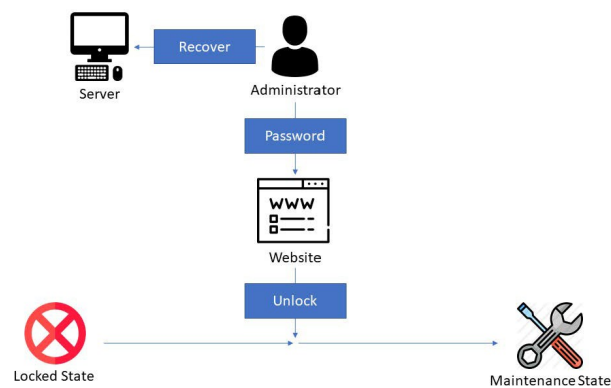 Recover
Server
Administrator
Password
WWW
Website
Unlock
Locked State
Maintenance State